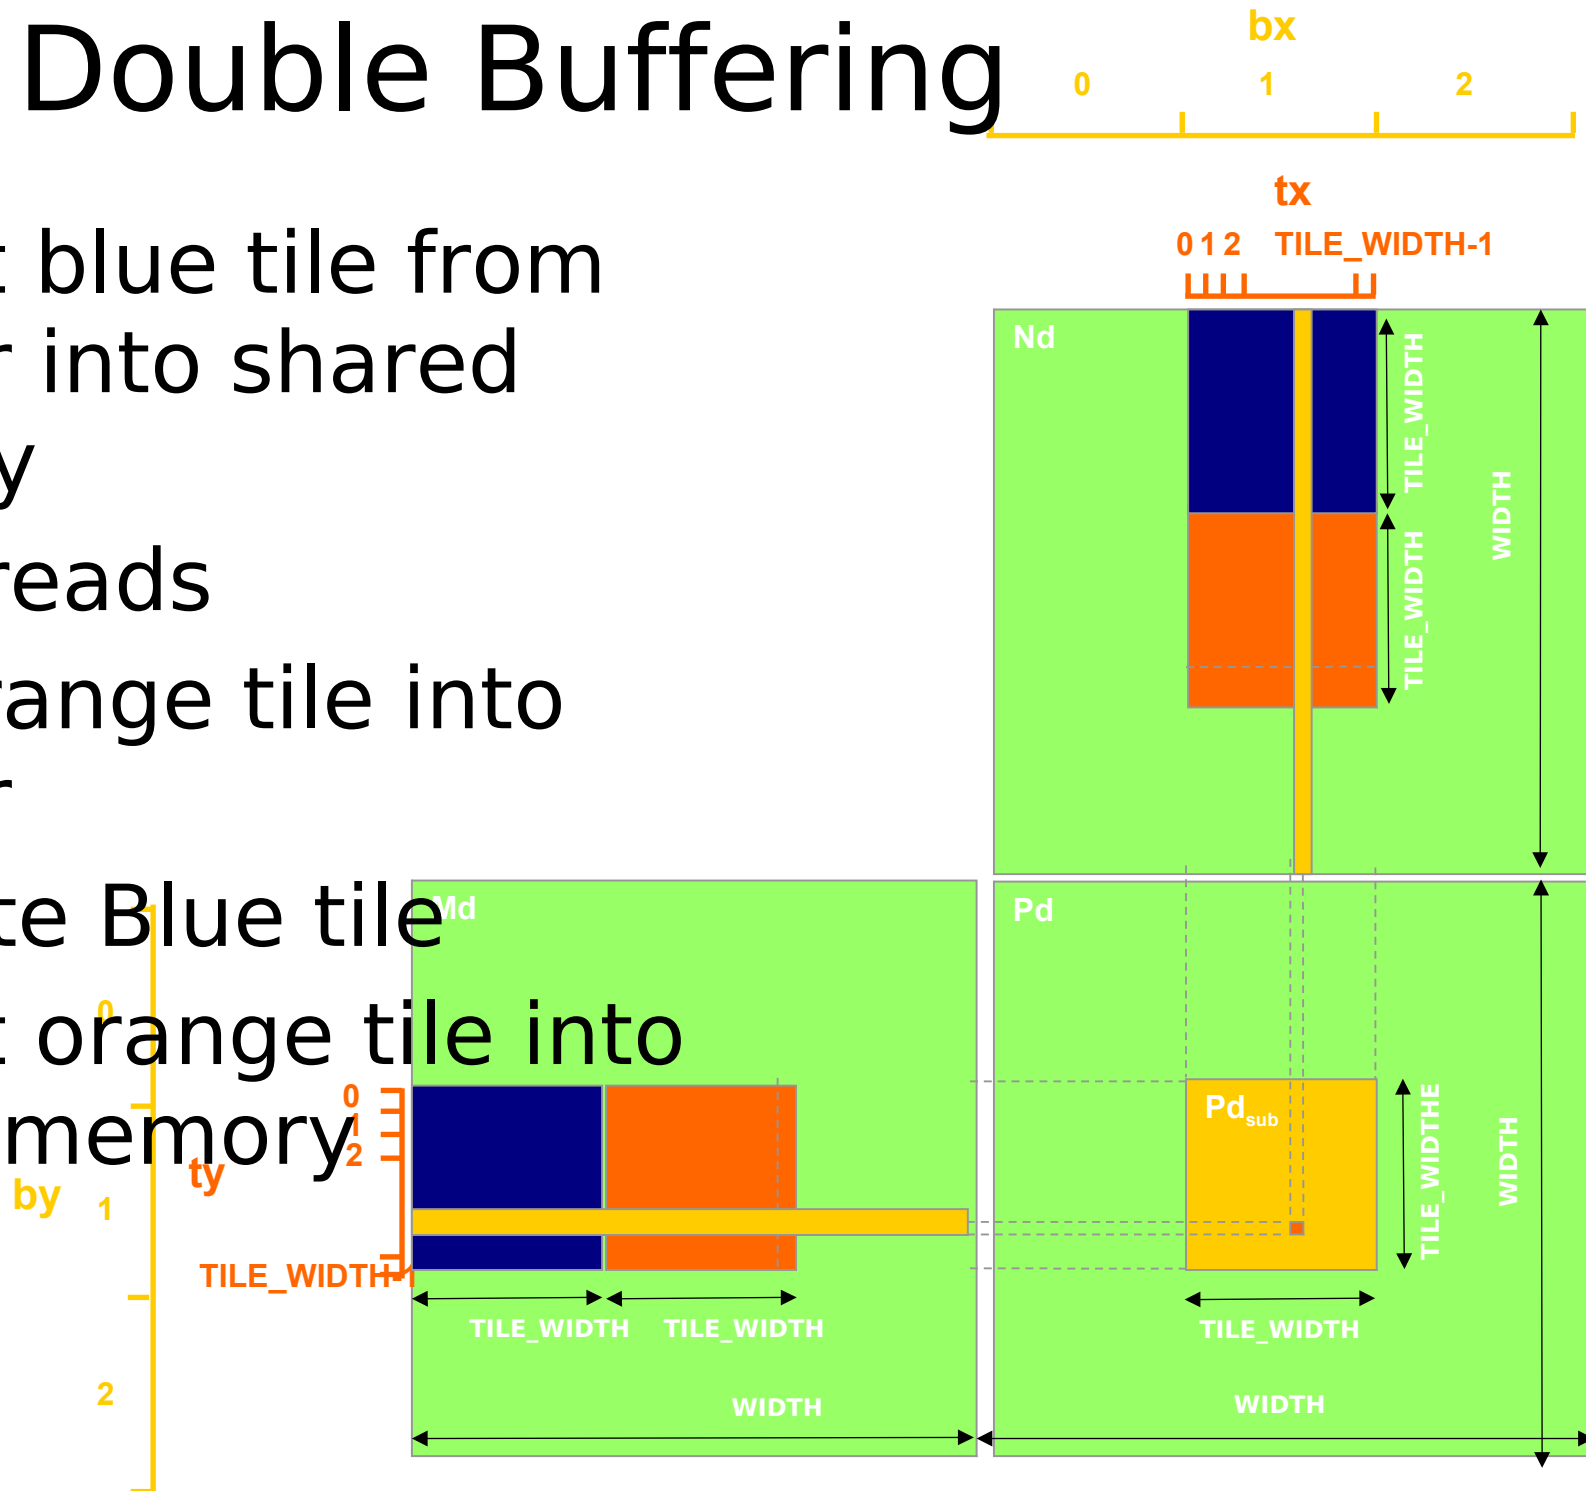 Double Buffering
bx
0 1 2
tx
0 1 2 TILE_WIDTH-1
t blue tile from
r into shared
y
reads
range tile into
r
te Blue tile
t orange tile into
memory
Nd
TILE_WIDTH
TILE_WIDTH
WIDTH
Md
Pd
0
1
2
by
ty
0
1
2
TILE_WIDTH-1
TILE_WIDTH TILE_WIDTH
WIDTH
Pdsub
TILE_WIDTHE
WIDTH
TILE_WIDTH
WIDTH